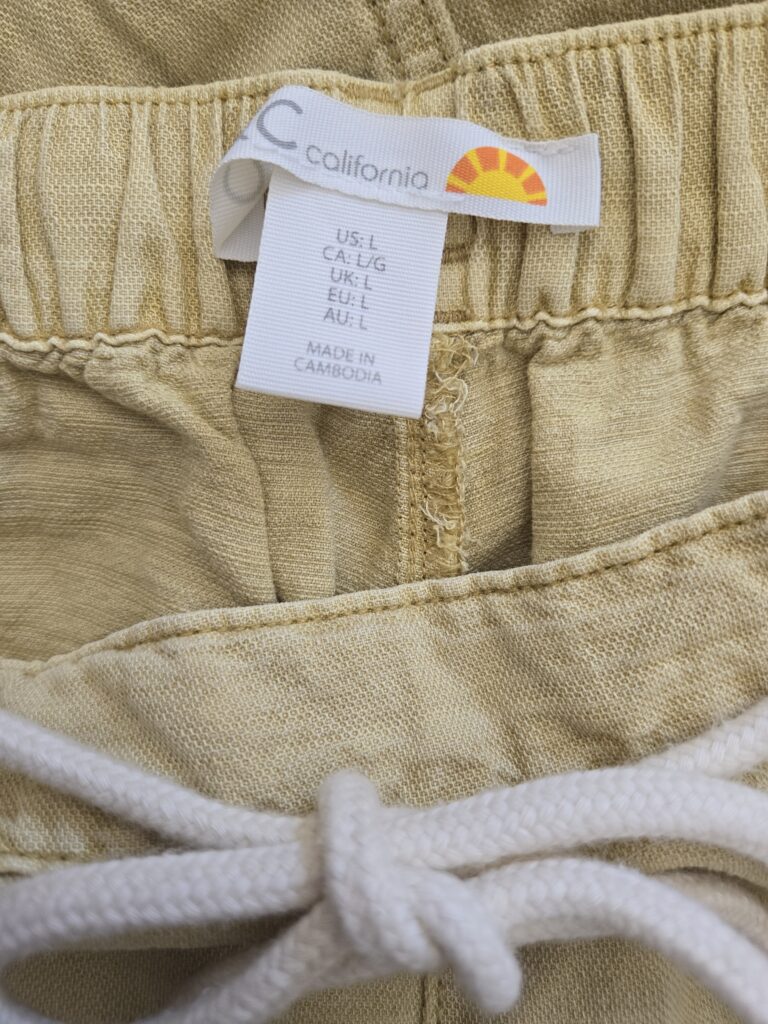 C california
US: L
CA: L/G
UK: L
EU: L
AU: L
MADE IN
CAMBODIA